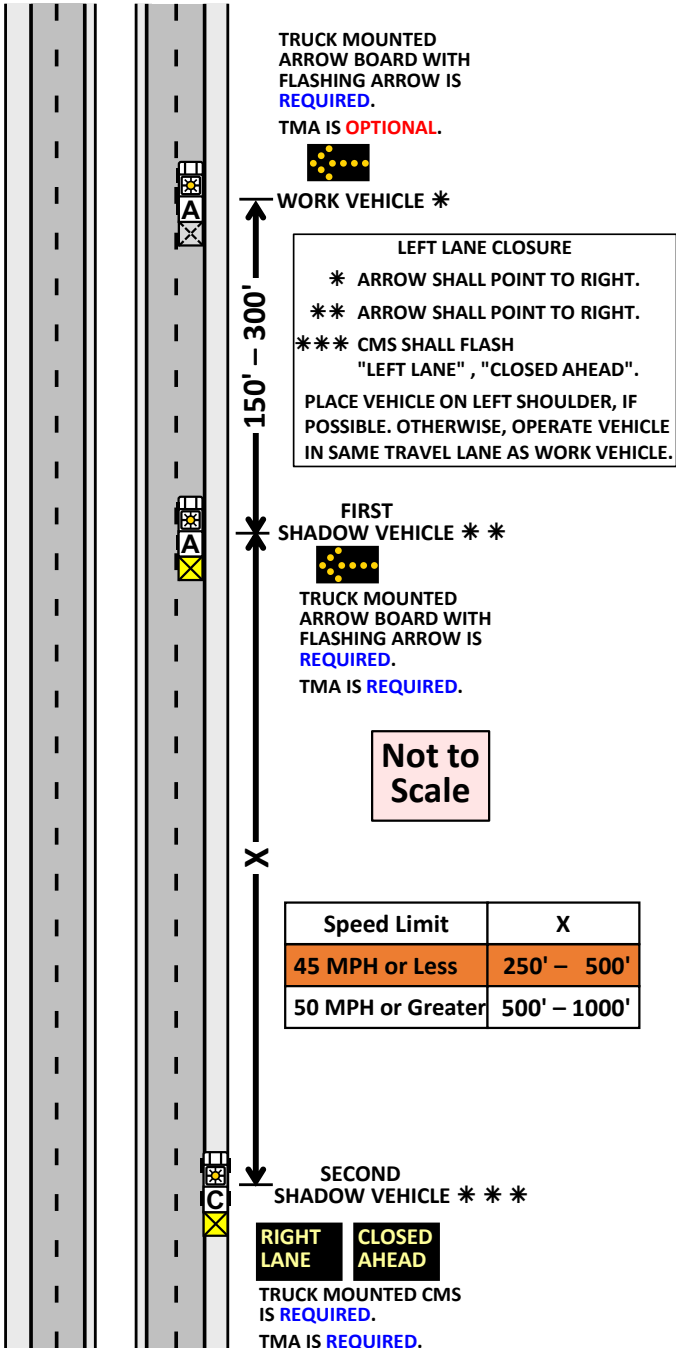 TRUCK MOUNTED
ARROW BOARD WITH
FLASHING ARROW IS
REQUIRED.
TMA IS OPTIONAL.
WORK VEHICLE *
A
150' – 300'
LEFT LANE CLOSURE
* ARROW SHALL POINT TO RIGHT.
** ARROW SHALL POINT TO RIGHT.
*** CMS SHALL FLASH
"LEFT LANE" , "CLOSED AHEAD".
PLACE VEHICLE ON LEFT SHOULDER, IF
POSSIBLE. OTHERWISE, OPERATE VEHICLE
IN SAME TRAVEL LANE AS WORK VEHICLE.
FIRST
SHADOW VEHICLE * *
A
TRUCK MOUNTED
ARROW BOARD WITH
FLASHING ARROW IS
REQUIRED.
TMA IS REQUIRED.
Not to
Scale
X
Speed Limit X
45 MPH or Less 250' – 500'
50 MPH or Greater 500' – 1000'
SECOND
SHADOW VEHICLE * * *
C
RIGHT LANE
CLOSED AHEAD
TRUCK MOUNTED CMS
IS REQUIRED.
TMA IS REQUIRED.